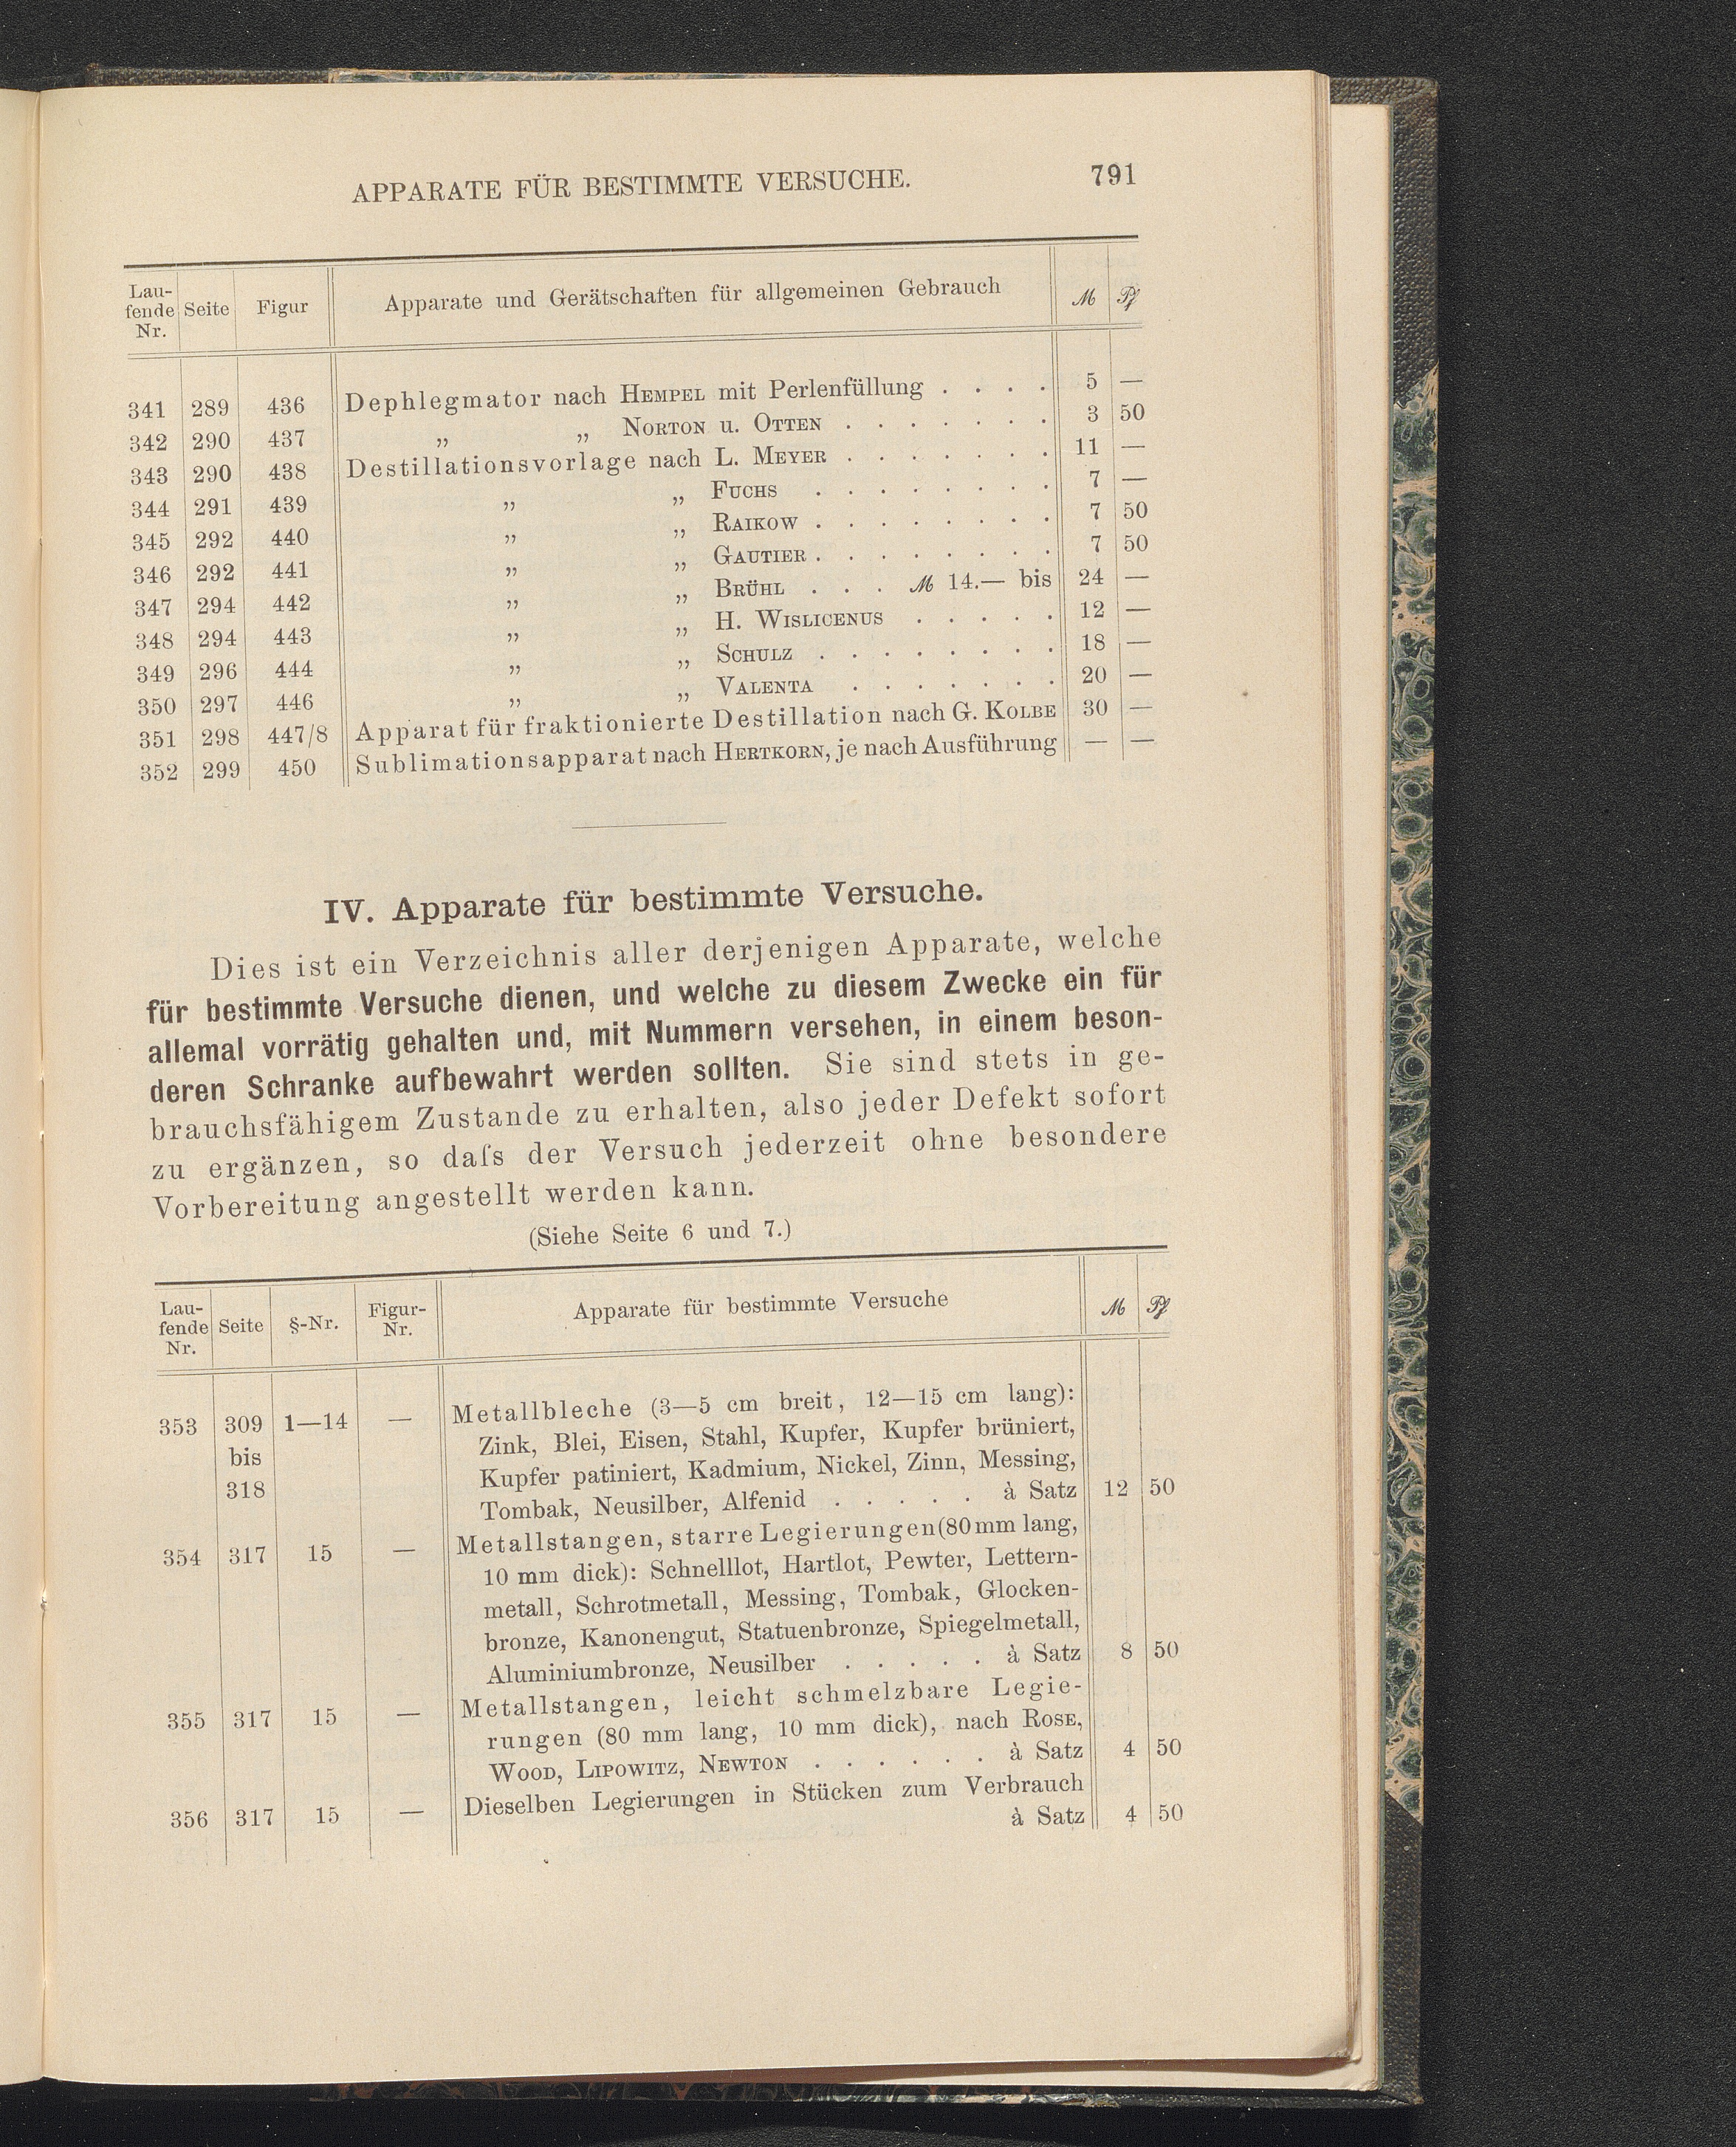 APPARATE FÜR BESTIMMTE VERSUCHE. 791
Lau-
fende
Nr. Seite Figur Apparate und Gerätschaften für allgemeinen Gebrauch ℳ ₰
341 289 436 Dephlegmator nach HEMPEL mit Perlenfüllung . . . . 5 —
342 290 437 „ „ NORTON u. OTTEN . . . . . . . 3 50
343 290 438 Destillationsvorlage nach L. MEYER . . . . . . . 11 —
344 291 439 „ „ FUCHS . . . . . . . . 7 —
345 292 440 „ „ RAIKOW . . . . . . . . 7 50
346 292 441 „ „ GAUTIER . . . . . . . . 7 50
347 294 442 „ „ BRÜHL . . . ℳ 14.— bis 24 —
348 294 443 „ „ H. WISLICENUS . . . . . 12 —
349 296 444 „ „ SCHULZ . . . . . . . . 18 —
350 297 446 „ „ VALENTA . . . . . . . 20 —
351 298 447/8 Apparat für fraktionierte Destillation nach G. KOLBE 30 —
352 299 450 Sublimationsapparat nach HERTKORN, je nach Ausführung — —
IV. Apparate für bestimmte Versuche.
Dies ist ein Verzeichnis aller derjenigen Apparate, welche
für bestimmte Versuche dienen, und welche zu diesem Zwecke ein für
allemal vorrätig gehalten und, mit Nummern versehen, in einem beson-
deren Schranke aufbewahrt werden sollten. Sie sind stets in ge-
brauchsfähigem Zustande zu erhalten, also jeder Defekt sofort
zu ergänzen, so daſs der Versuch jederzeit ohne besondere
Vorbereitung angestellt werden kann.
(Siehe Seite 6 und 7.)
Lau-
fende
Nr. Seite §-Nr. Figur-
Nr. Apparate für bestimmte Versuche ℳ ₰
353 309 1—14 — Metallbleche (3—5 cm breit, 12—15 cm lang):
bis Zink, Blei, Eisen, Stahl, Kupfer, Kupfer brüniert,
318 Kupfer patiniert, Kadmium, Nickel, Zinn, Messing,
Tombak, Neusilber, Alfenid . . . . . à Satz 12 50
354 317 15 — Metallstangen, starre Legierungen (80 mm lang,
10 mm dick): Schnelllot, Hartlot, Pewter, Lettern-
metall, Schrotmetall, Messing, Tombak, Glocken-
bronze, Kanonengut, Statuenbronze, Spiegelmetall,
Aluminiumbronze, Neusilber . . . . . à Satz 8 50
355 317 15 — Metallstangen, leicht schmelzbare Legie-
rungen (80 mm lang, 10 mm dick), nach ROSE,
WOOD, LIPOWITZ, NEWTON . . . . . . à Satz 4 50
356 317 15 — Dieselben Legierungen in Stücken zum Verbrauch
à Satz 4 50